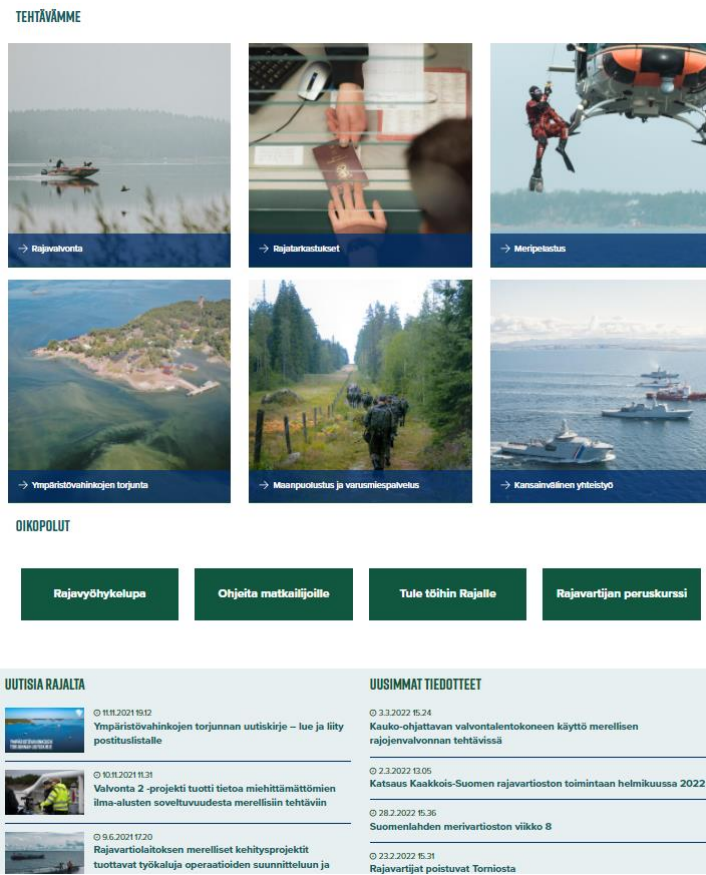 TEHTÄVÄMME
→ Rajavalvonta
→ Rajatarkastukset
→ Meripelastus
→ Ympäristövahinkojen torjunta
→ Maanpuolustus ja varusmiespalvelus
→ Kansainvälinen yhteistyö
OIKOPOLUT
Rajavyöhykelupa
Ohjeita matkailijoille
Tule töihin Rajalle
Rajavartijan peruskurssi
UUTISIA RAJALTA
11.11.2021 19.12
Ympäristövahinkojen torjunnan uutiskirje – lue ja liity
postituslistalle
10.11.2021 11.31
Valvonta 2 -projekti tuotti tietoa miehittämättömien
ilma-alusten soveltuvuudesta merellisiin tehtäviin
9.6.2021 17.20
Rajavartiolaitoksen merelliset kehitysprojektit
tuottavat työkaluja operaatioiden suunnitteluun ja
UUSIMMAT TIEDOTTEET
3.3.2022 15.24
Kauko-ohjattavan valvontalentokoneen käyttö merellisen
rajojenvalvonnan tehtävissä
2.3.2022 13.05
Katsaus Kaakkois-Suomen rajavartioston toimintaan helmikuussa 2022
28.2.2022 15.36
Suomenlahden merivartioston viikko 8
23.2.2022 15.31
Rajavartijat poistuvat Torniosta